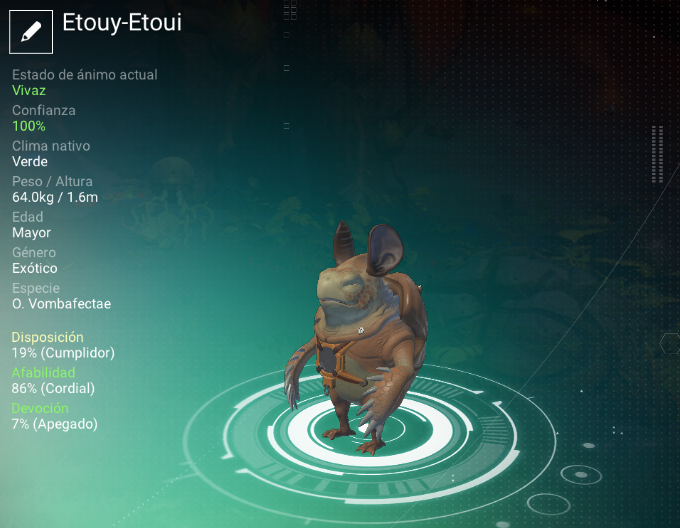 Etouy-Etoui
Estado de ánimo actual
Vivaz
Confianza
100%
Clima nativo
Verde
Peso / Altura
64.0kg / 1.6m
Edad
Mayor
Género
Exótico
Especie
O. Vombafectae
Disposición
19% (Cumplidor)
Afabilidad
86% (Cordial)
Devoción
7% (Apegado)